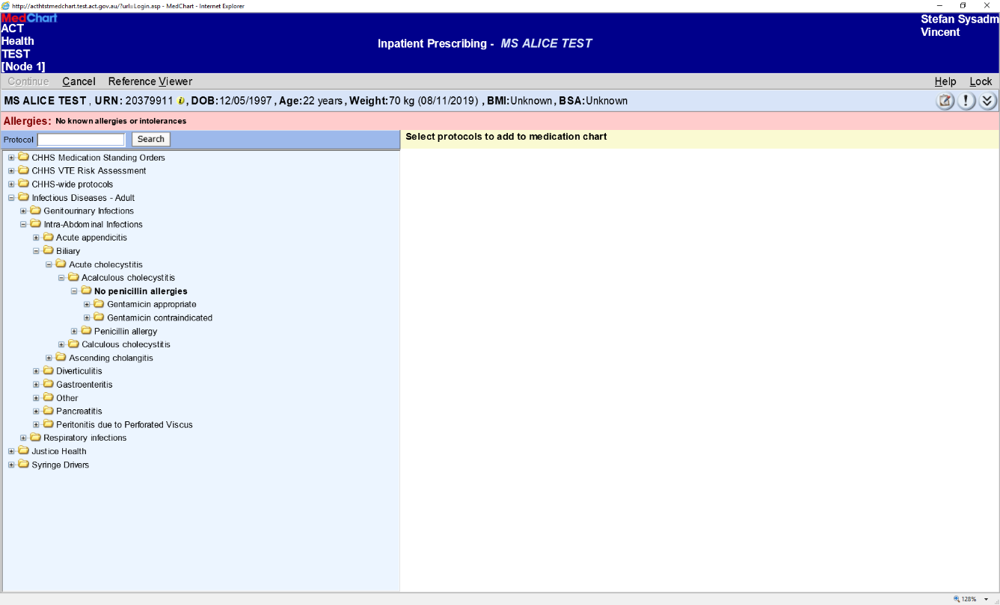 http://acthtstmedchart.test.act.gov.au/?url=Login.asp - MedChart - Internet Explorer
MedChart
ACT
Health
TEST
[Node 1]
Inpatient Prescribing - MS ALICE TEST
Stefan Sysadm
Vincent
Continue Cancel Reference Viewer Help Lock
MS ALICE TEST , URN: 20379911 i , DOB:12/05/1997 , Age:22 years , Weight:70 kg (08/11/2019) , BMI:Unknown , BSA:Unknown
Allergies: No known allergies or intolerances
Protocol Search
Select protocols to add to medication chart
CHHS Medication Standing Orders
CHHS VTE Risk Assessment
CHHS-wide protocols
Infectious Diseases - Adult
Genitourinary Infections
Intra-Abdominal Infections
Acute appendicitis
Biliary
Acute cholecystitis
Acalculous cholecystitis
No penicillin allergies
Gentamicin appropriate
Gentamicin contraindicated
Penicillin allergy
Calculous cholecystitis
Ascending cholangitis
Diverticulitis
Gastroenteritis
Other
Pancreatitis
Peritonitis due to Perforated Viscus
Respiratory infections
Justice Health
Syringe Drivers
128%